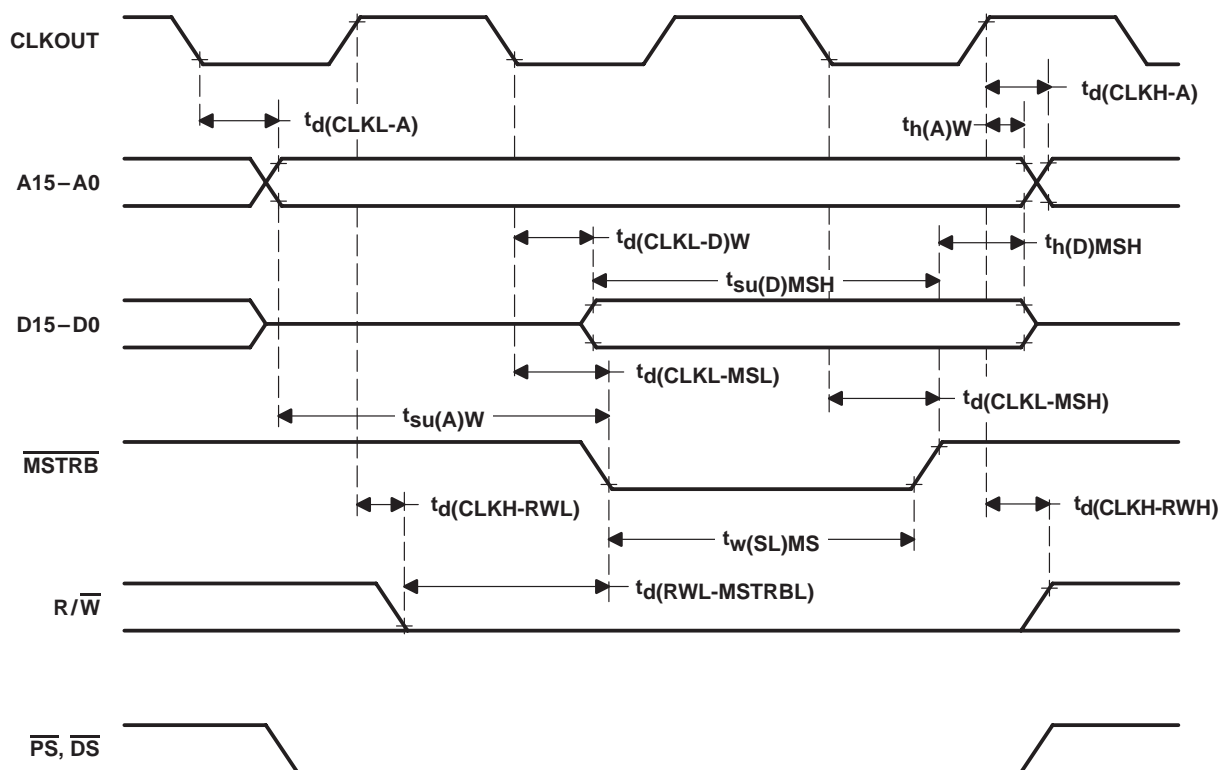 CLKOUT
td(CLKH-A)
td(CLKL-A)
th(A)W
A15–A0
td(CLKL-D)W
th(D)MSH
tsu(D)MSH
D15–D0
td(CLKL-MSL)
td(CLKL-MSH)
tsu(A)W
MSTRB
td(CLKH-RWL)
td(CLKH-RWH)
tw(SL)MS
td(RWL-MSTRBL)
R/W
PS, DS